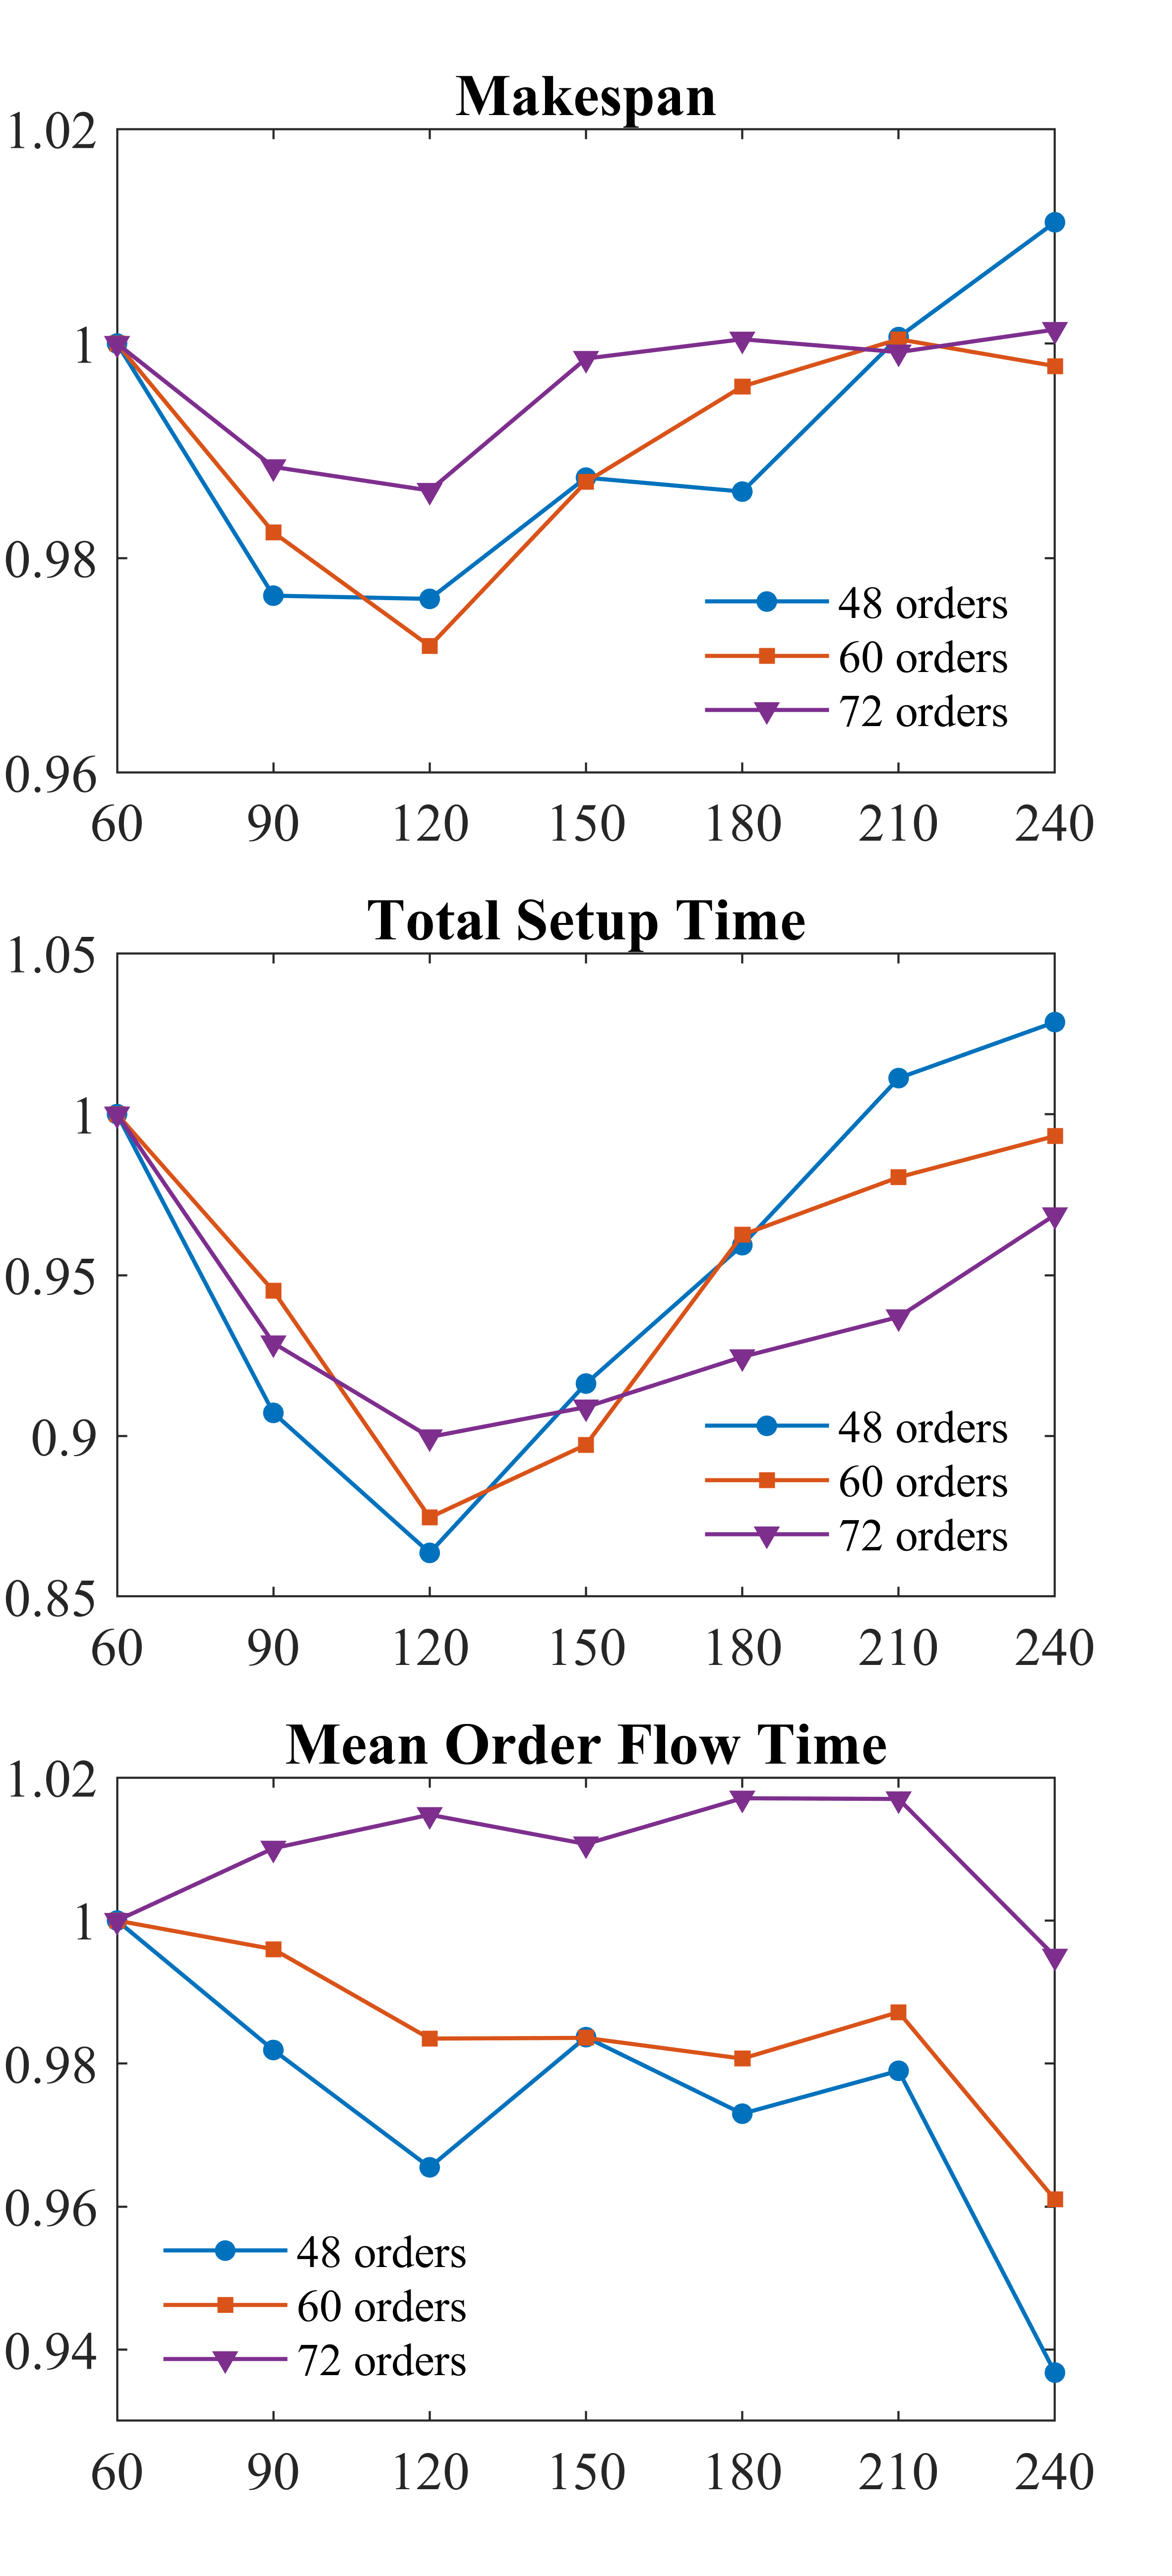 Makespan
1.02
1
0.98
0.96
48 orders
60 orders
72 orders
60 90 120 150 180 210 240
Total Setup Time
1.05
1
0.95
0.9
0.85
48 orders
60 orders
72 orders
60 90 120 150 180 210 240
Mean Order Flow Time
1.02
1
0.98
0.96
0.94
48 orders
60 orders
72 orders
60 90 120 150 180 210 240